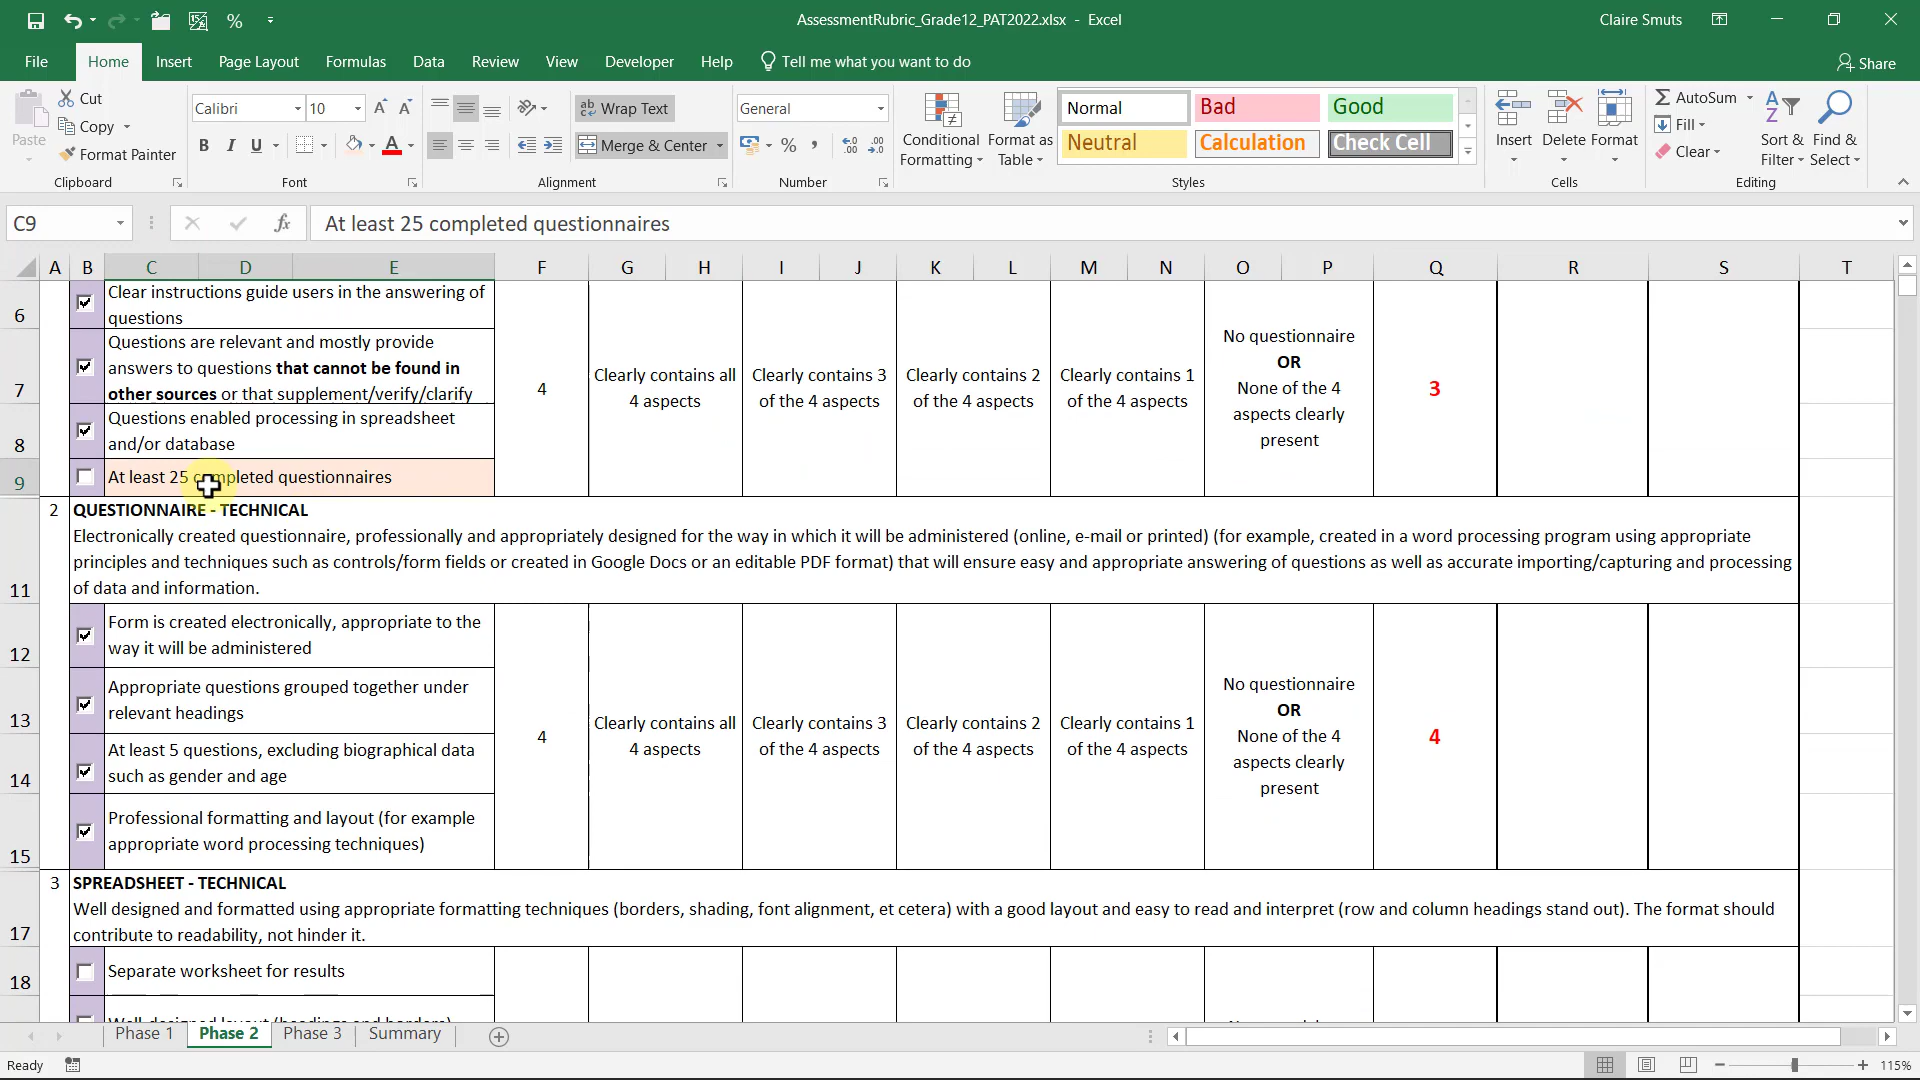 AssessmentRubric_Grade12_PAT2022.xlsx - Excel
Claire Smuts
File Home Insert Page Layout Formulas Data Review View Developer Help Tell me what you want to do
Share
Paste
Cut
Copy
Format Painter
Clipboard
Calibri 10
B I U
Font
Wrap Text
Merge & Center
Alignment
General
Number
Conditional Formatting
Format as Table
Normal Bad Good
Neutral Calculation Check Cell
Styles
Insert Delete Format
Cells
AutoSum
Fill
Clear
Sort & Filter
Find & Select
Editing
C9
fx
At least 25 completed questionnaires
A B C D E F G H I J K L M N O P Q R S T
6
Clear instructions guide users in the answering of
questions
7
Questions are relevant and mostly provide
answers to questions that cannot be found in
other sources or that supplement/verify/clarify
8
Questions enabled processing in spreadsheet
and/or database
9
At least 25 completed questionnaires
4
Clearly contains all
4 aspects
Clearly contains 3
of the 4 aspects
Clearly contains 2
of the 4 aspects
Clearly contains 1
of the 4 aspects
No questionnaire
OR
None of the 4
aspects clearly
present
3
11
2 QUESTIONNAIRE - TECHNICAL
Electronically created questionnaire, professionally and appropriately designed for the way in which it will be administered (online, e-mail or printed) (for example, created in a word processing program using appropriate
principles and techniques such as controls/form fields or created in Google Docs or an editable PDF format) that will ensure easy and appropriate answering of questions as well as accurate importing/capturing and processing
of data and information.
12
Form is created electronically, appropriate to the
way it will be administered
13
Appropriate questions grouped together under
relevant headings
14
At least 5 questions, excluding biographical data
such as gender and age
15
Professional formatting and layout (for example
appropriate word processing techniques)
4
Clearly contains all
4 aspects
Clearly contains 3
of the 4 aspects
Clearly contains 2
of the 4 aspects
Clearly contains 1
of the 4 aspects
No questionnaire
OR
None of the 4
aspects clearly
present
4
17
3 SPREADSHEET - TECHNICAL
Well designed and formatted using appropriate formatting techniques (borders, shading, font alignment, et cetera) with a good layout and easy to read and interpret (row and column headings stand out). The format should
contribute to readability, not hinder it.
18
Separate worksheet for results
Phase 1 Phase 2 Phase 3 Summary
Ready
115%